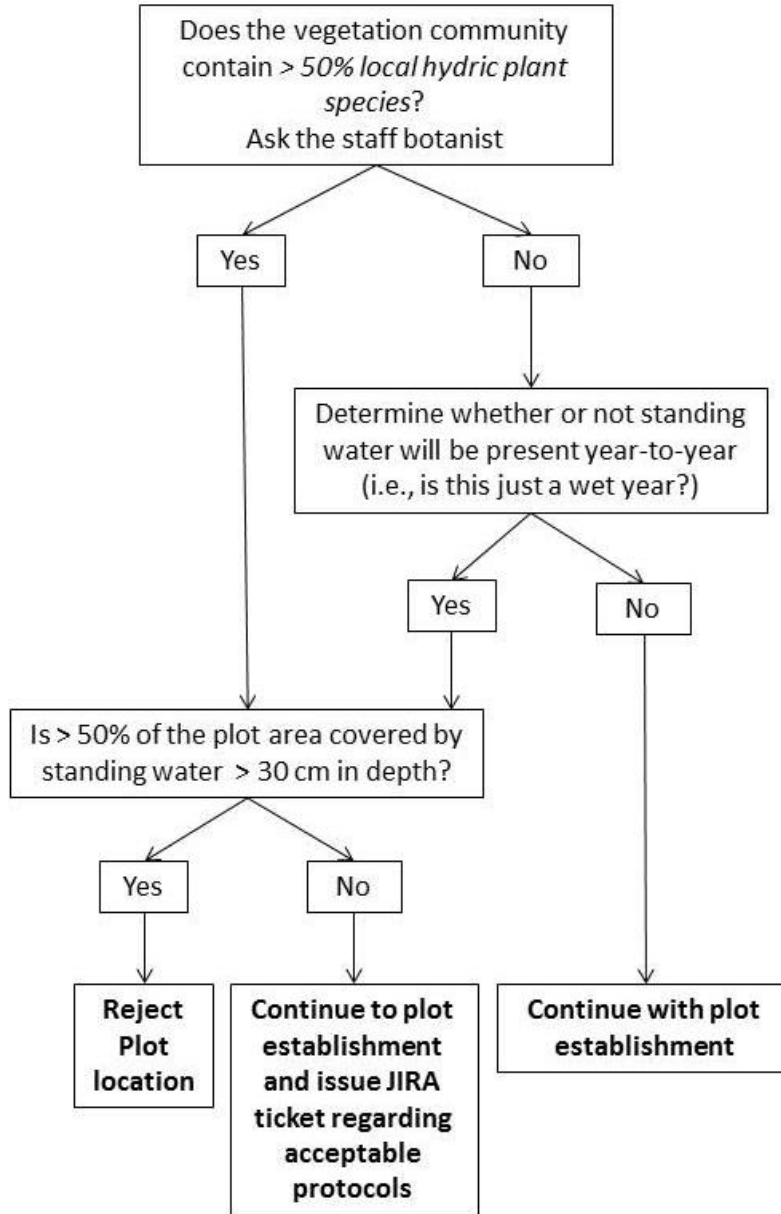 Does the vegetation community
contain > 50% local hydric plant
species?
Ask the staff botanist
Yes
No
Determine whether or not standing
water will be present year-to-year
(i.e., is this just a wet year?)
Yes
No
Is > 50% of the plot area covered by
standing water > 30 cm in depth?
Yes
No
Reject
Plot
location
Continue to plot
establishment
and issue JIRA
ticket regarding
acceptable
protocols
Continue with plot
establishment